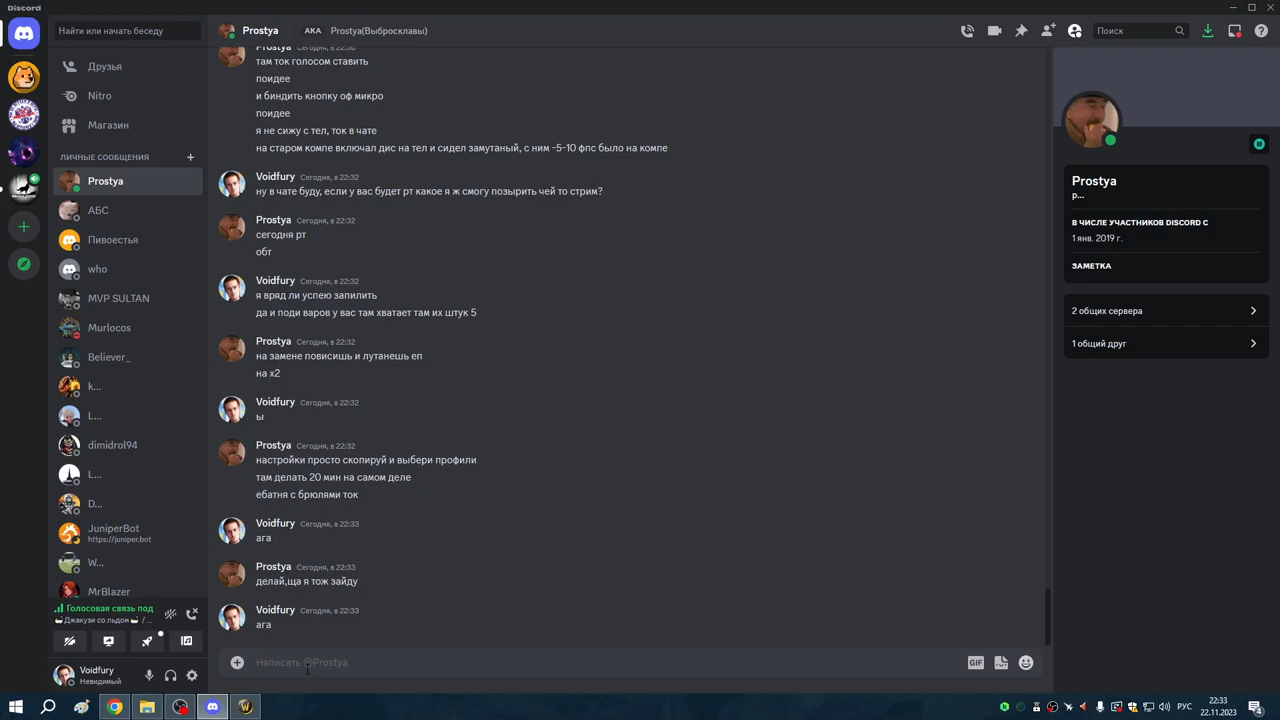 Discord
Найти или начать беседу
Друзья
Nitro
Магазин
ЛИЧНЫЕ СООБЩЕНИЯ
Prostya
АБС
Пивоестья
who
MVP SULTAN
Murlocos
Believer_
k...
L...
dimidrol94
L...
D...
JuniperBot
https://juniper.bot
W...
MrBlazer
Голосовая связь под
Джакузи со льдом / ...
Voidfury
Невидимый
Prostya
AKA
Prostya(Выбросклавы)
Поиск
Prostya Сегодня, в 22:30
там ток голосом ставить
поидее
и биндить кнопку оф микро
поидее
я не сижу с тел, ток в чате
на старом компе включал дис на тел и сидел замутаный, с ним -5-10 фпс было на компе
Voidfury Сегодня, в 22:32
ну в чате буду, если у вас будет рт какое я ж смогу позырить чей то стрим?
Prostya Сегодня, в 22:32
сегодня рт
обт
Voidfury Сегодня, в 22:32
я вряд ли успею запилить
да и поди варов у вас там хватает там их штук 5
Prostya Сегодня, в 22:32
на замене повисишь и лутанешь еп
на х2
Voidfury Сегодня, в 22:32
ы
Prostya Сегодня, в 22:32
настройки просто скопируй и выбери профили
там делать 20 мин на самом деле
ебатня с брюлями ток
Voidfury Сегодня, в 22:33
ага
Prostya Сегодня, в 22:33
делай,ща я тож зайду
Voidfury Сегодня, в 22:33
ага
Написать @Prostya
GIF
Prostya
p...
В ЧИСЛЕ УЧАСТНИКОВ DISCORD С
1 янв. 2019 г.
ЗАМЕТКА
2 общих сервера
1 общий друг
РУС
22:33
22.11.2023